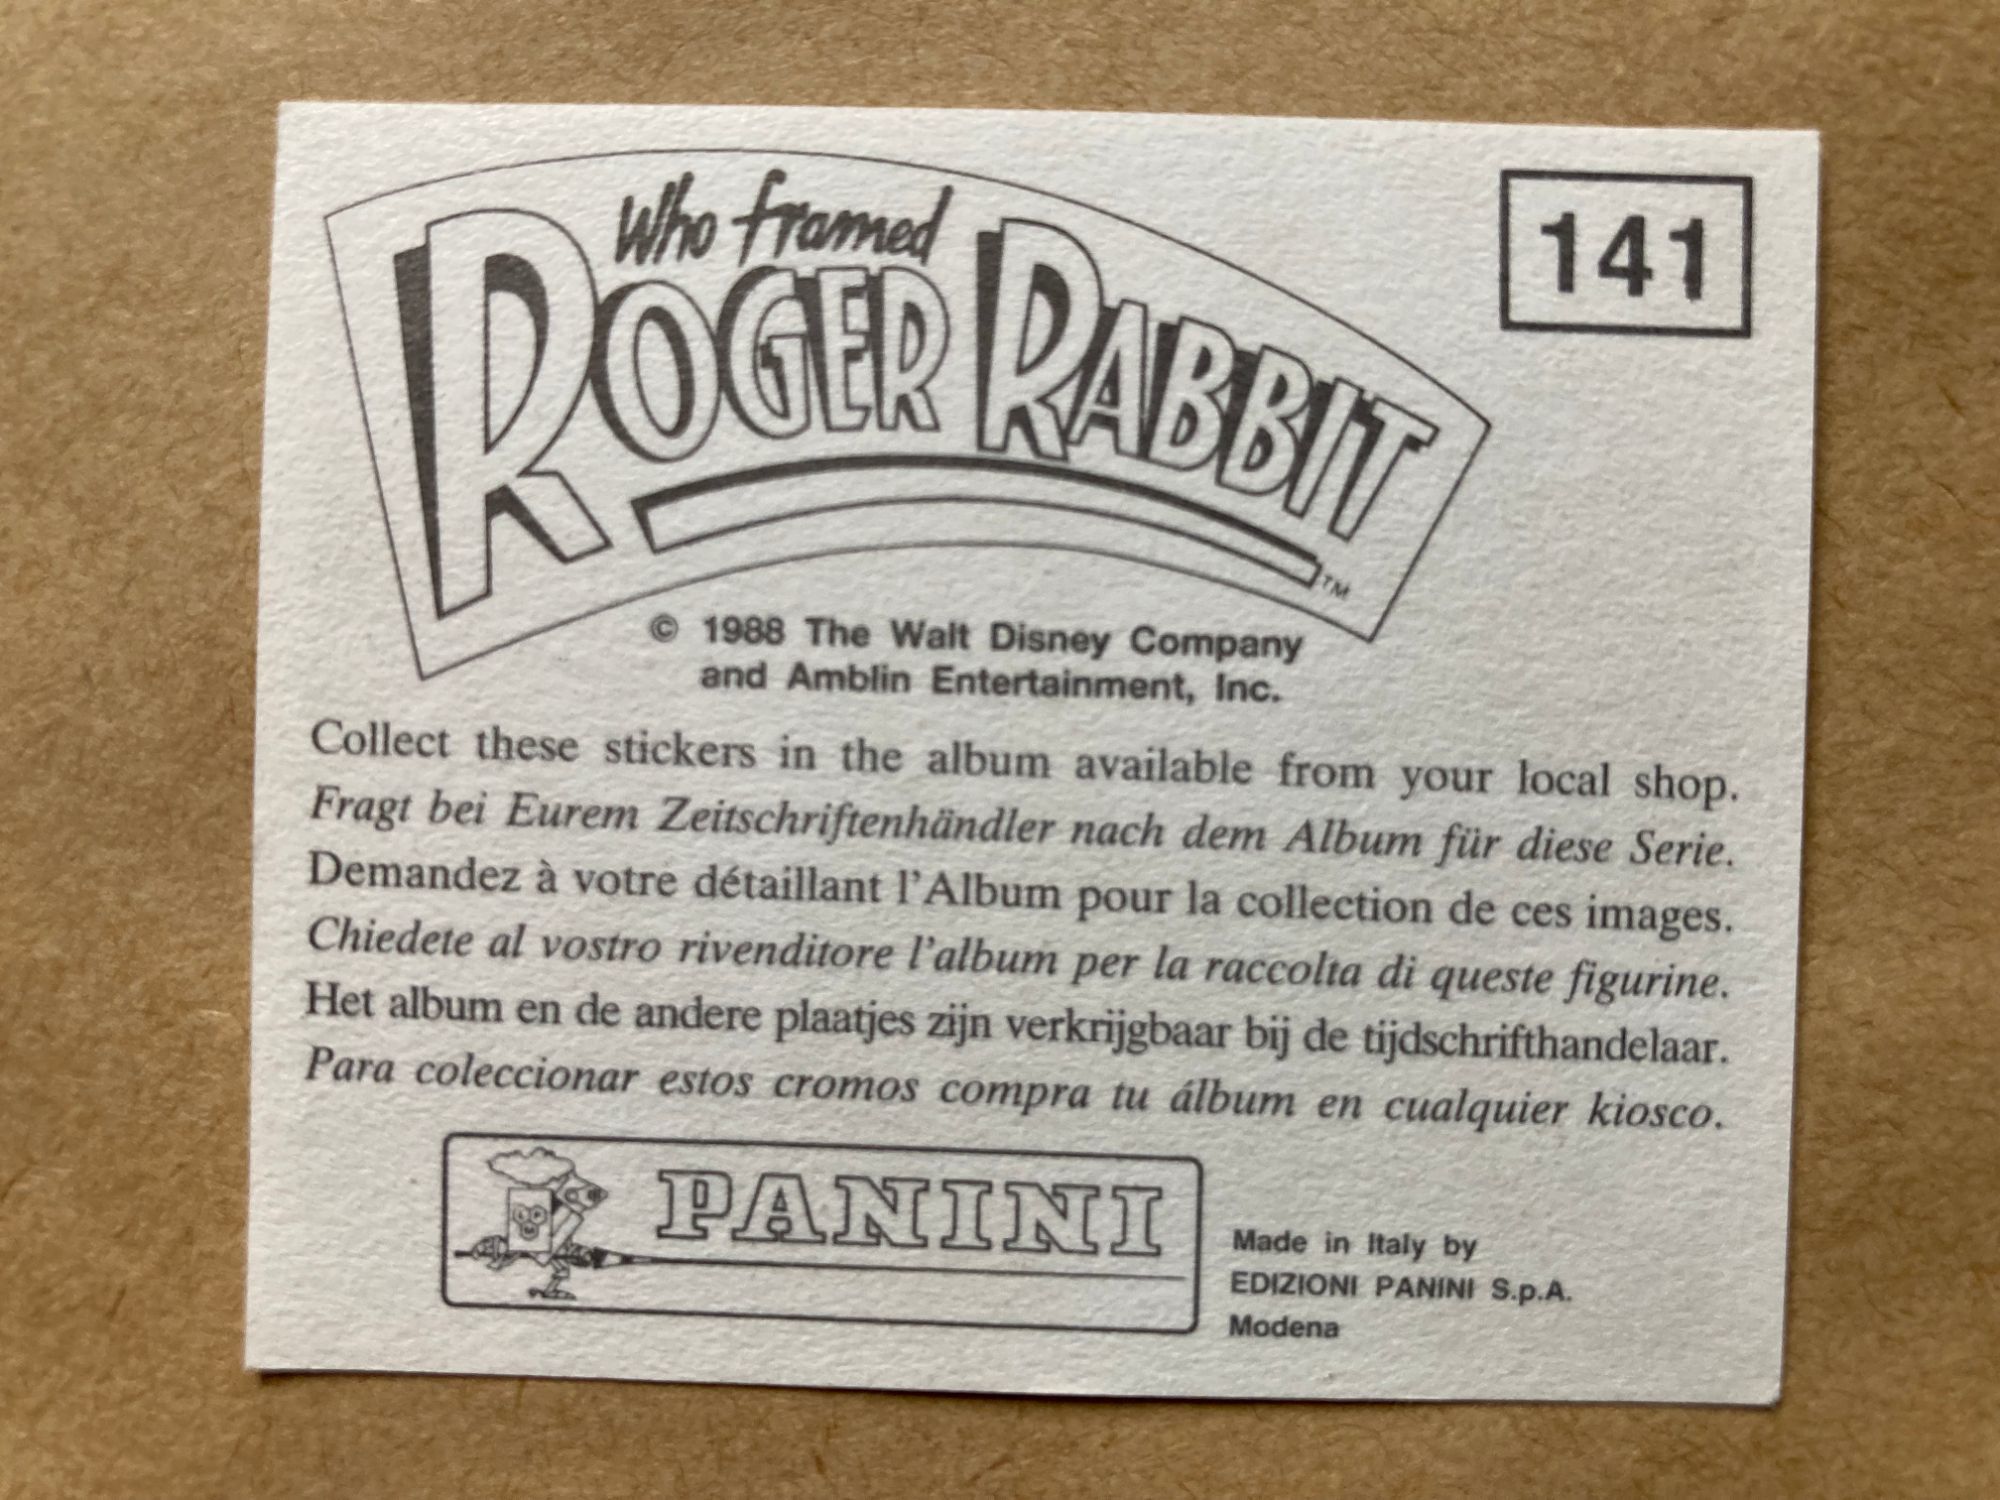 Who framed
ROGER RABBIT
TM
141
© 1988 The Walt Disney Company
and Amblin Entertainment, Inc.
Collect these stickers in the album available from your local shop.
Fragt bei Eurem Zeitschriftenhändler nach dem Album für diese Serie.
Demandez à votre détaillant l'Album pour la collection de ces images.
Chiedete al vostro rivenditore l'album per la raccolta di queste figurine.
Het album en de andere plaatjes zijn verkrijgbaar bij de tijdschrifthandelaar.
Para coleccionar estos cromos compra tu álbum en cualquier kiosco.
PANINI
Made in Italy by
EDIZIONI PANINI S.p.A.
Modena